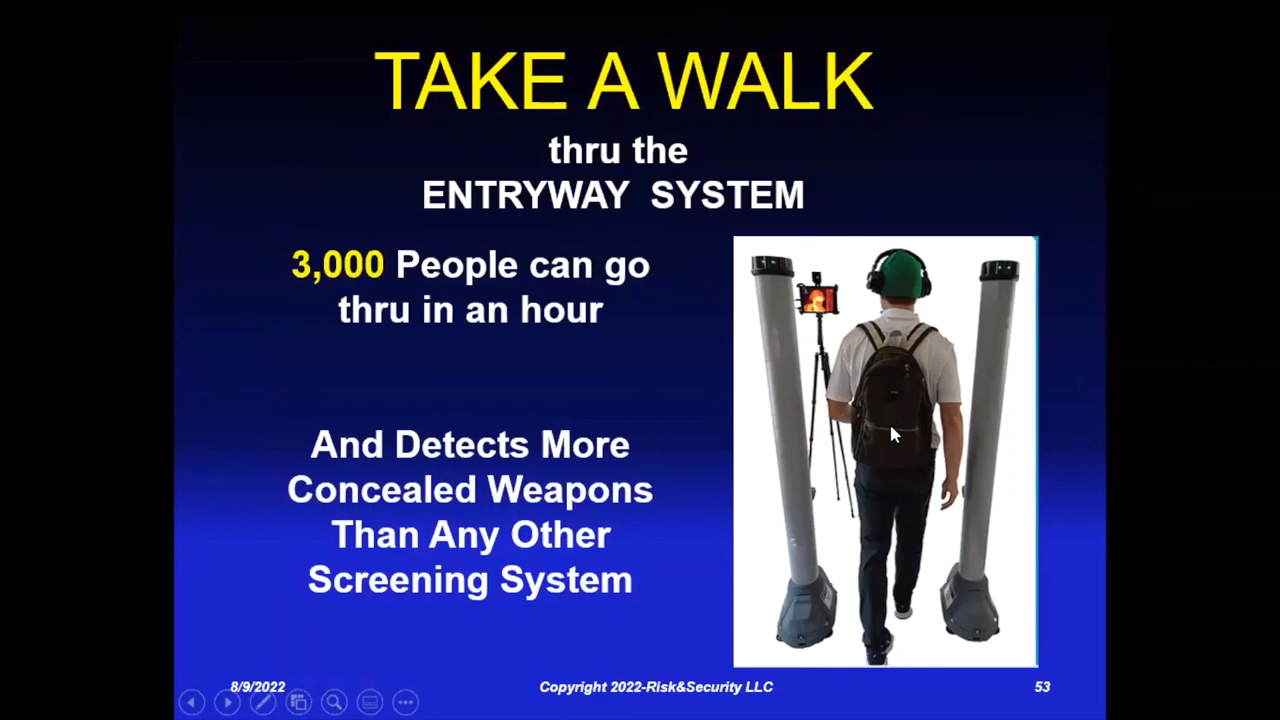 TAKE A WALK
thru the
ENTRYWAY SYSTEM
3,000 People can go
thru in an hour
And Detects More
Concealed Weapons
Than Any Other
Screening System
8/9/2022
Copyright 2022-Risk&Security LLC
53